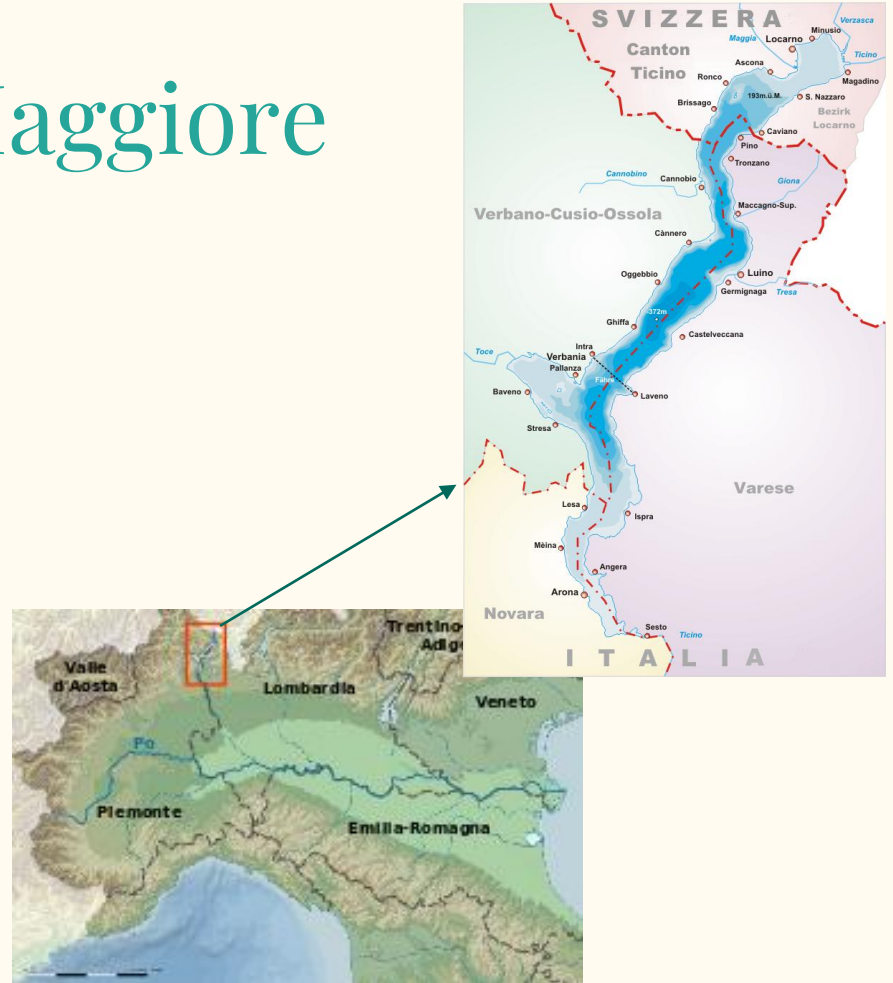 Maggiore
SVIZZERA
Minusio
Verzasca
Maggia
Locarno
Canton
Ticino
Ascona
Ticino
Ronco
Magadino
193m.ü.M.
S. Nazzaro
Brissago
Bezirk
Locarno
Caviano
Pino
Tronzano
Cannobino
Cannobio
Giona
Maccagno-Sup.
Verbano-Cusio-Ossola
Cànnero
Oggebbio
Luino
Germignaga
Tresa
-372m
Ghiffa
Castelveccana
Intra
Toce
Verbania
Pallanza
Fähre
Baveno
Laveno
Stresa
Varese
Lesa
Ispra
Mèina
Angera
Arona
Novara
Sesto
Ticino
ITALIA
Trentino-
Adige
Valle
d'Aosta
Lombardia
Veneto
Po
Piemonte
Emilia-Romagna